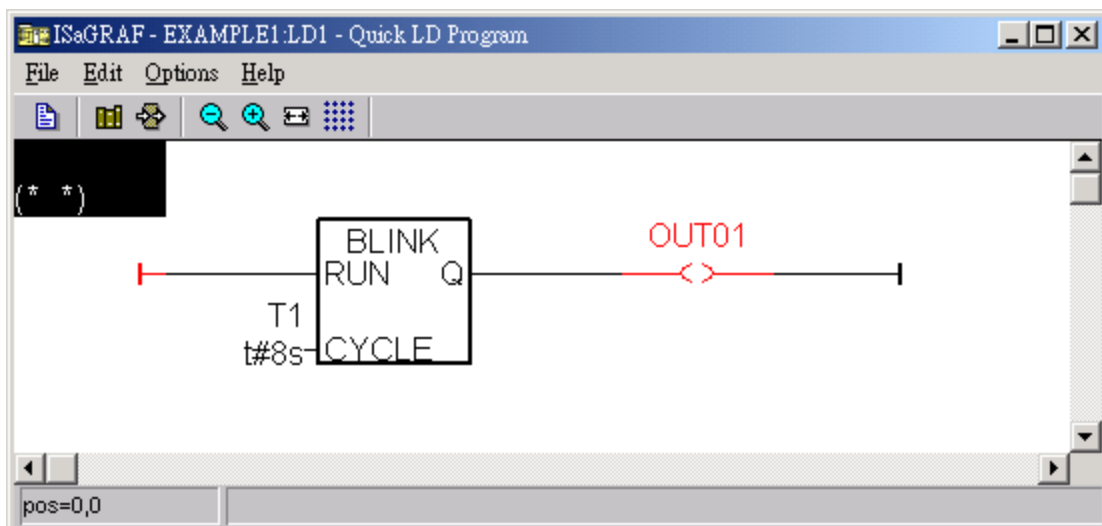 ISaGRAF - EXAMPLE1:LD1 - Quick LD Program
File Edit Options Help
(* *)
BLINK
OUT01
RUN Q
T1
t#8s
CYCLE
pos=0,0